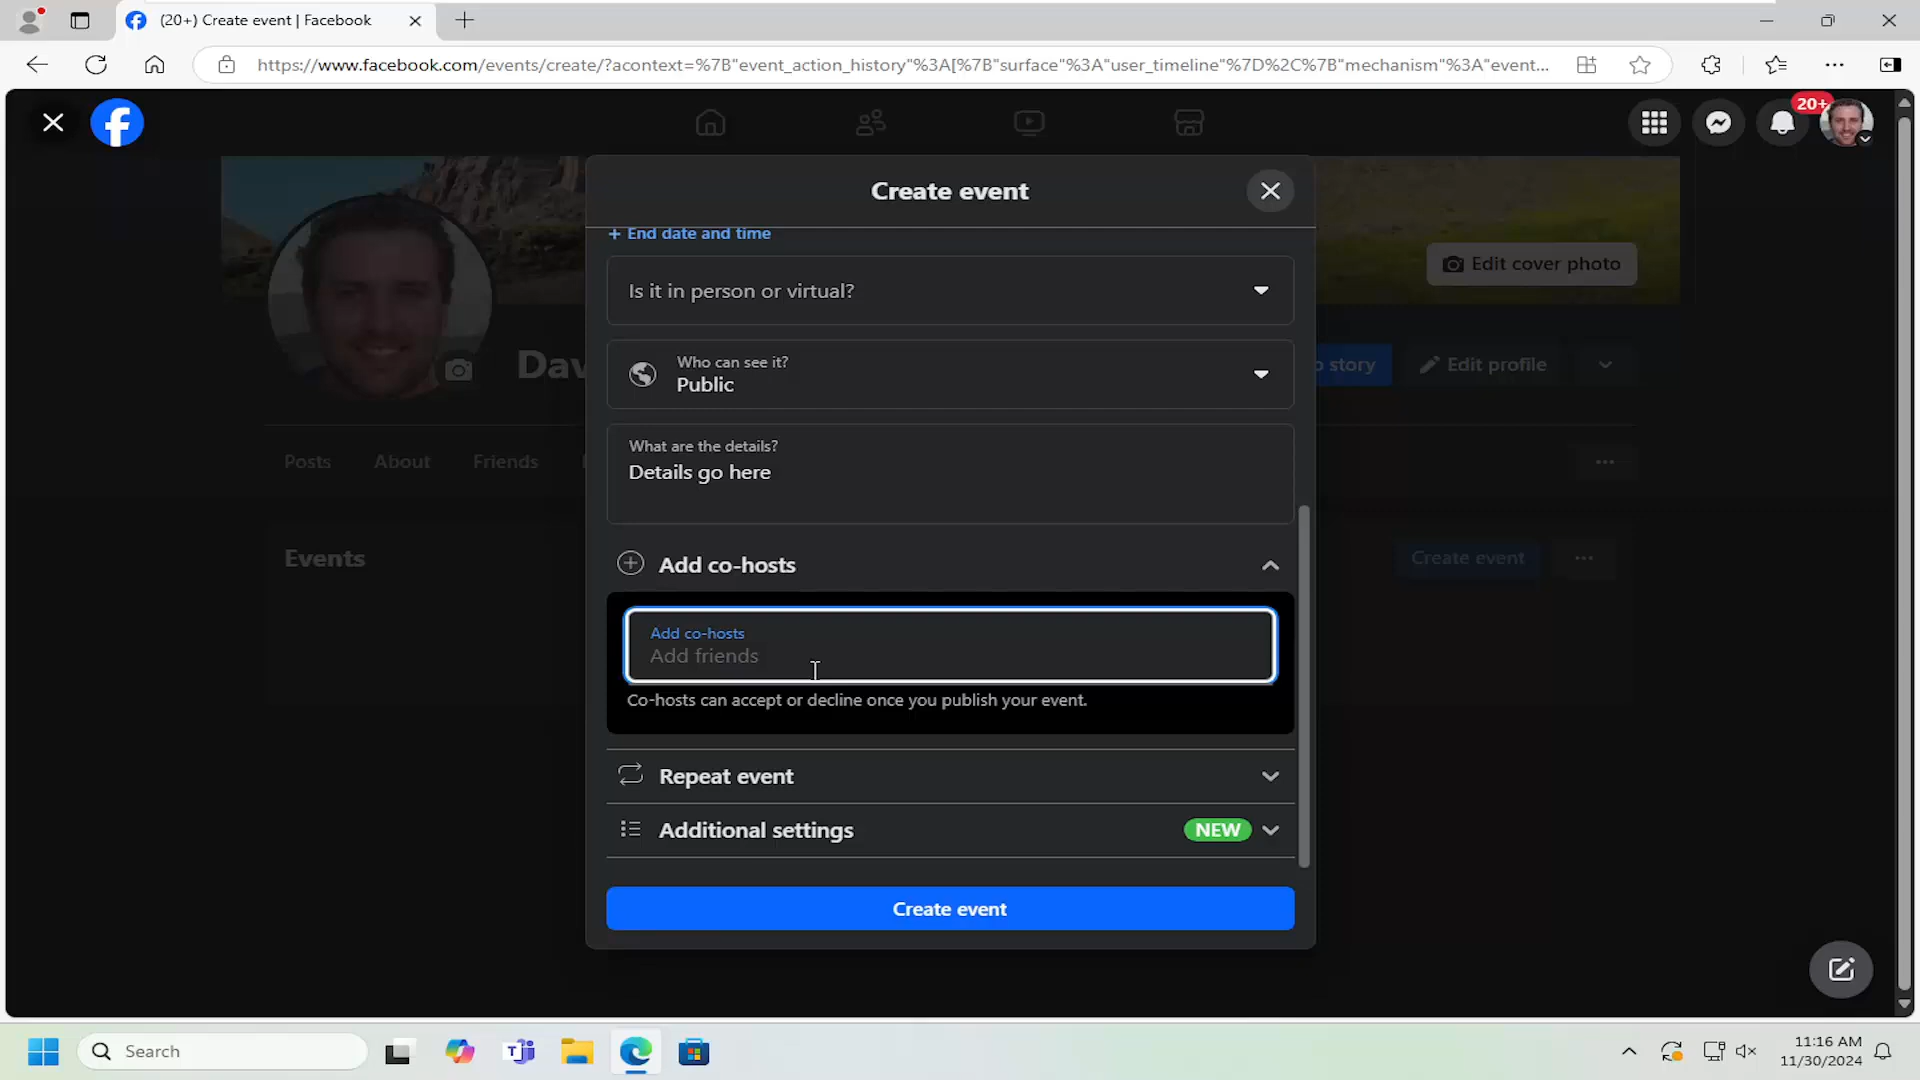 (20+) Create event | Facebook
https://www.facebook.com/events/create/?acontext=%7B"event_action_history"%3A[%7B"surface"%3A"user_timeline"%7D%2C%7B"mechanism"%3A"event...
20+
Create event
+ End date and time
Edit cover photo
Is it in person or virtual?
Who can see it?
Public
Dav
story
Edit profile
What are the details?
Details go here
Posts
About
Friends
Events
Create event
Add co-hosts
Add co-hosts
Add friends
Co-hosts can accept or decline once you publish your event.
Repeat event
Additional settings
NEW
Create event
Search
11:16 AM
11/30/2024